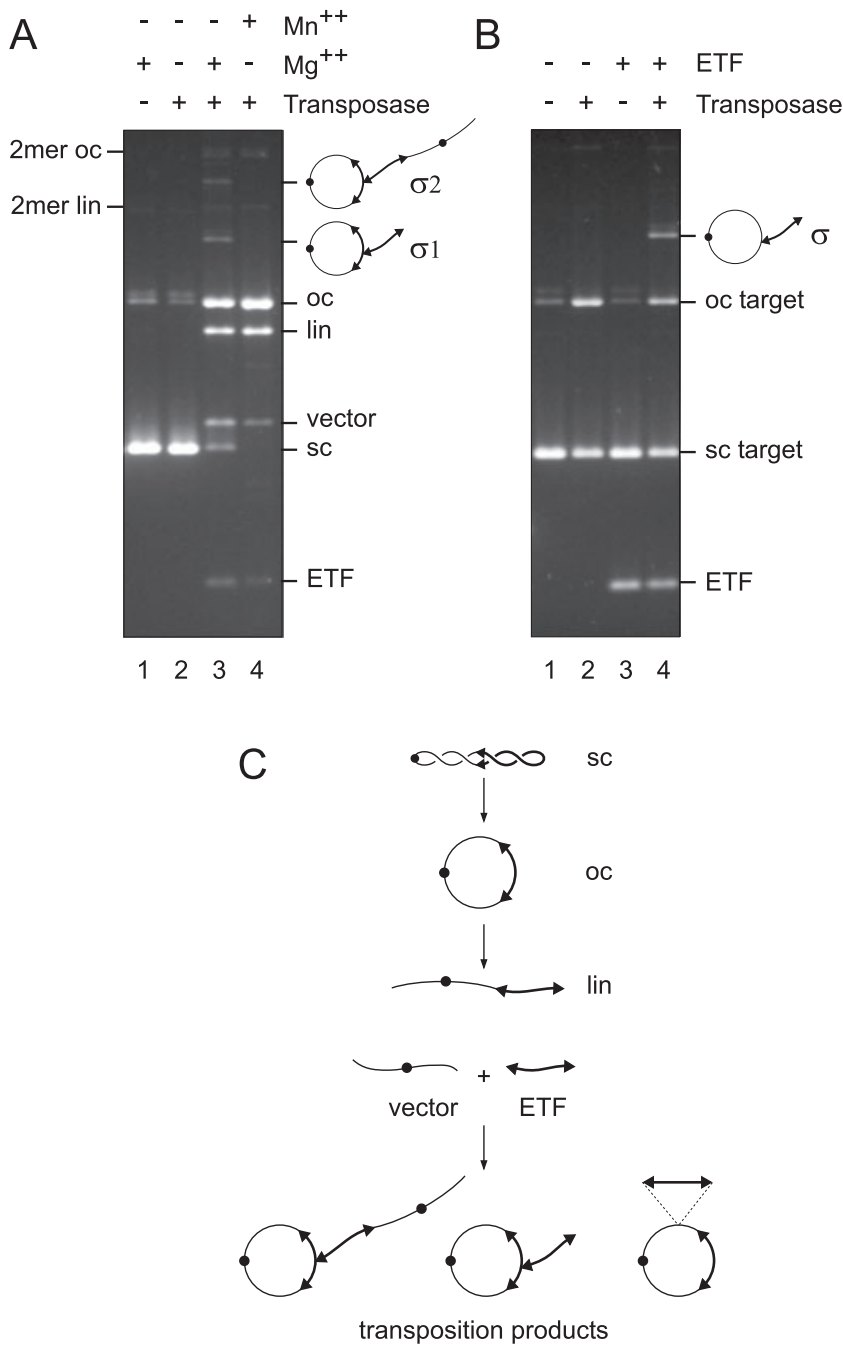 A
- - - + Mn++
+ - + - Mg++
- + + + Transposase
2mer oc
2mer lin
σ2
σ1
oc
lin
vector
sc
ETF
1 2 3 4
B
- - + + ETF
- + - + Transposase
σ
oc target
sc target
ETF
1 2 3 4
C
sc
oc
lin
+
vector ETF
transposition products